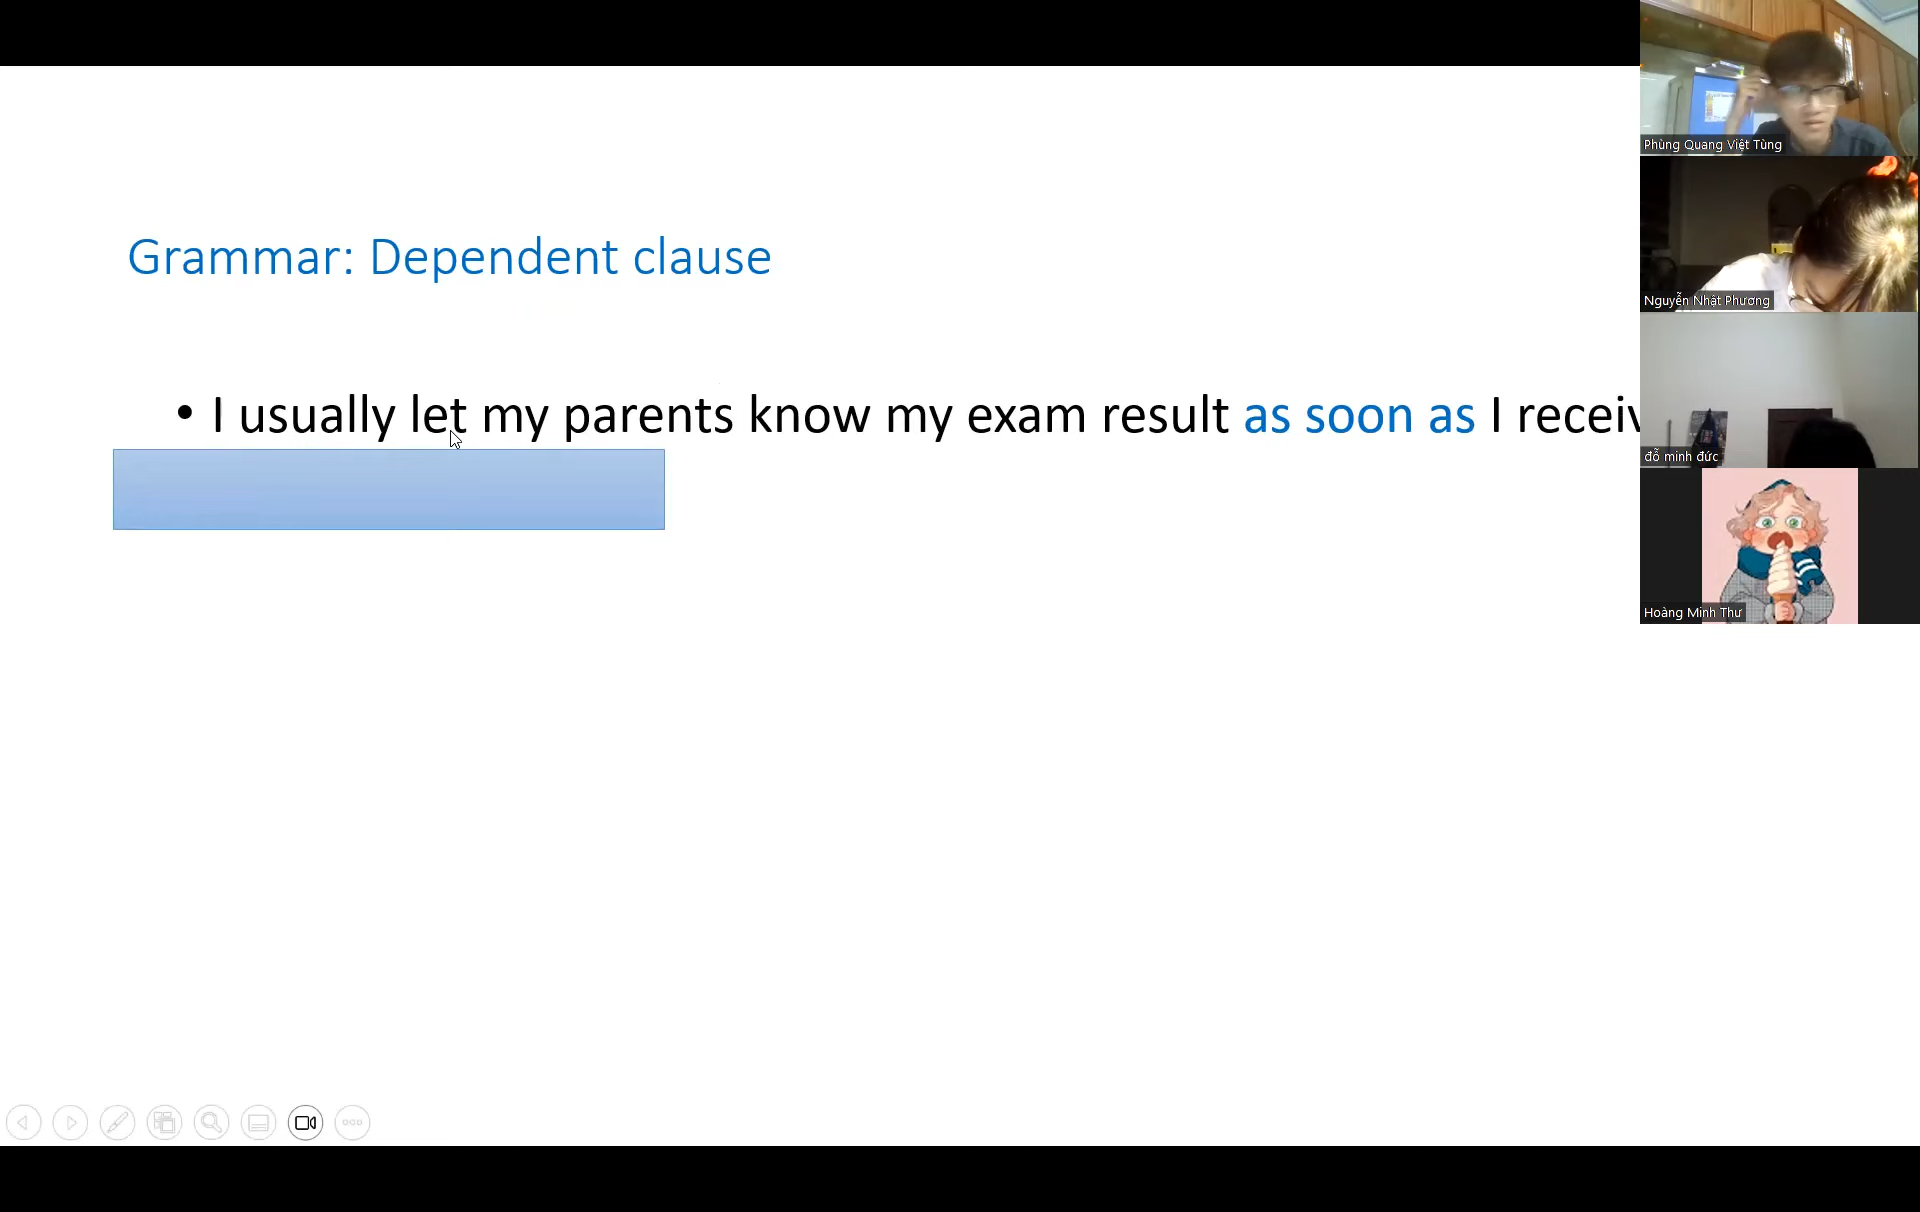 Grammar: Dependent clause
• I usually let my parents know my exam result as soon as I receiv
Phùng Quang Việt Tùng
Nguyễn Nhật Phương
đỗ minh đức
Hoàng Minh Thư